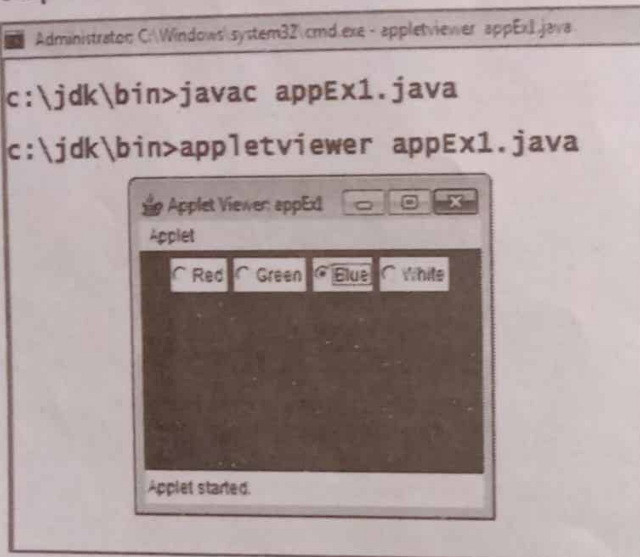 Administrator: C:\Windows\system32\cmd.exe - appletviewer appEx1.java
c:\jdk\bin>javac appEx1.java
c:\jdk\bin>appletviewer appEx1.java
Applet Viewer: appEx1
Applet
Red Green Blue White
Applet started.